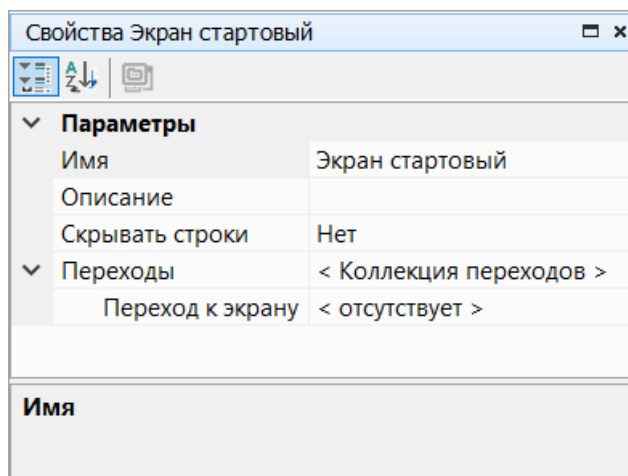 Свойства Экран стартовый
Параметры
Имя Экран стартовый
Описание
Скрывать строки Нет
Переходы < Коллекция переходов >
Переход к экрану < отсутствует >
Имя